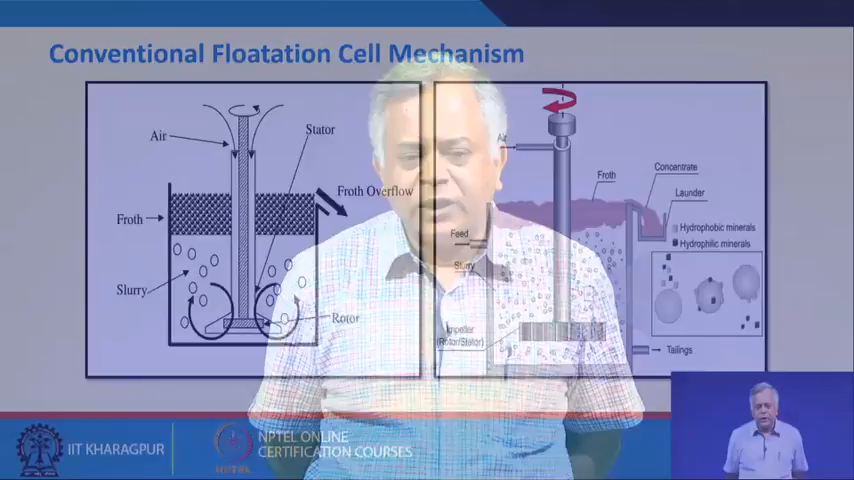 Conventional Floatation Cell Mechanism
Air
Stator
Froth Overflow
Froth
Slurry
Rotor
Air
Froth
Concentrate
Launder
Feed
Hydrophobic minerals
Hydrophilic minerals
Slurry
Impeller
(Rotor/Stator)
Tailings
IIT KHARAGPUR
NPTEL
NPTEL ONLINE
CERTIFICATION COURSES